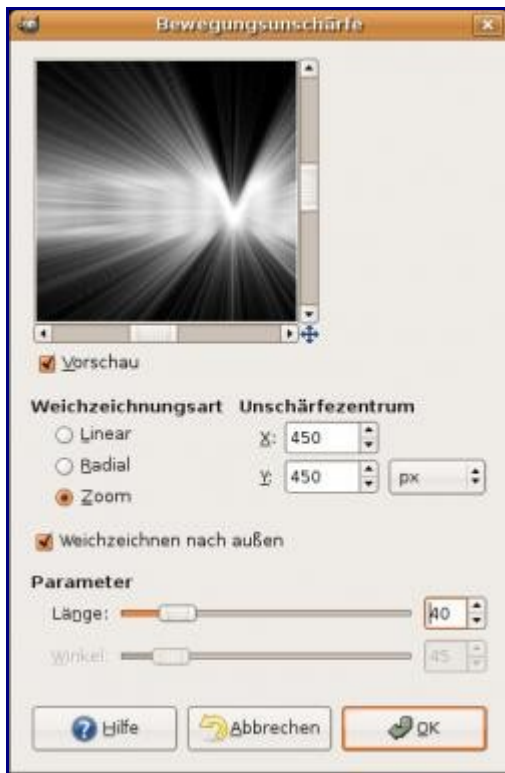 Bewegungsunschärfe
Vorschau
Weichzeichnungsart Unschärfezentrum
Linear X: 450
Radial
Y: 450 px
Zoom
Weichzeichnen nach außen
Parameter
Länge: 40
Winkel: 45
Hilfe Abbrechen OK